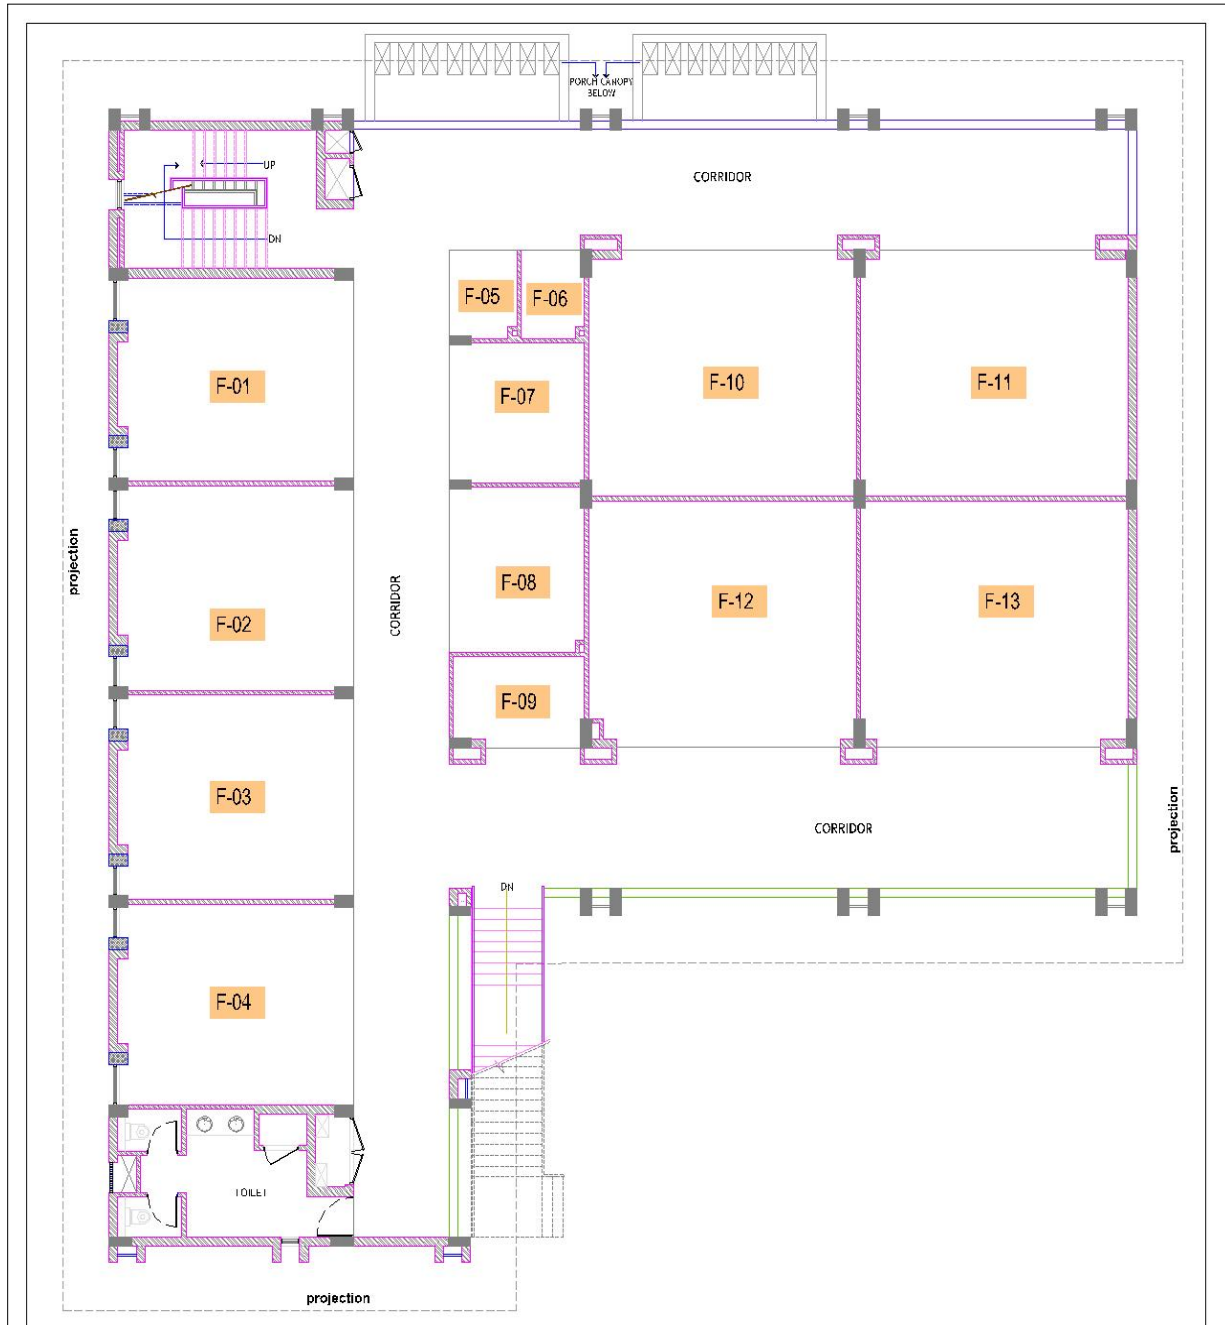 PORCH CANOPY
BELOW
UP
CORRIDOR
DN
F-05
F-06
F-01
F-07
F-10
F-11
projection
F-02
CORRIDOR
F-08
F-12
F-13
F-09
F-03
CORRIDOR
projection
DN
F-04
TOILET
projection